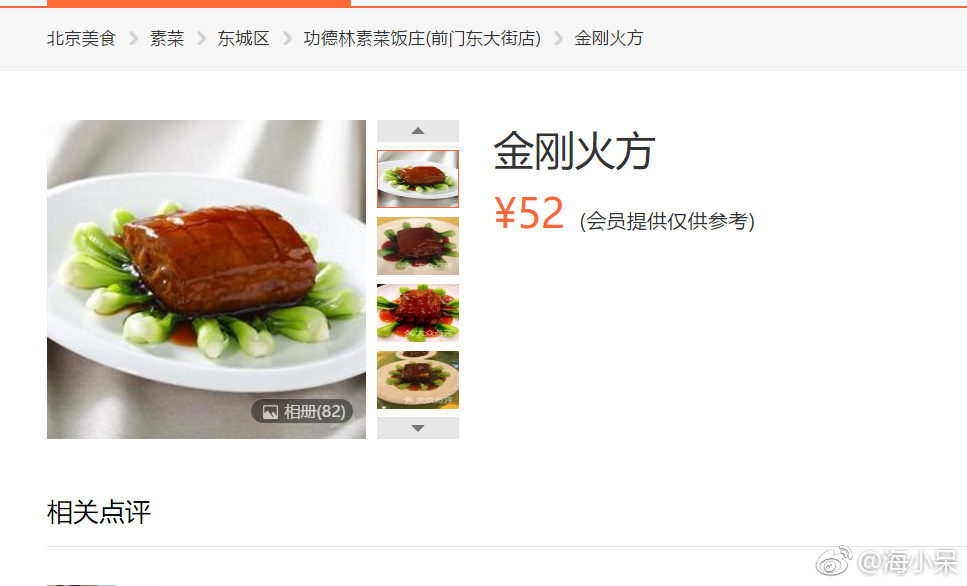 北京美食 > 素菜 > 东城区 > 功德林素菜饭庄(前门东大街店) > 金刚火方
金刚火方
¥52 (会员提供仅供参考)
相册(82)
相关点评
@海小呆